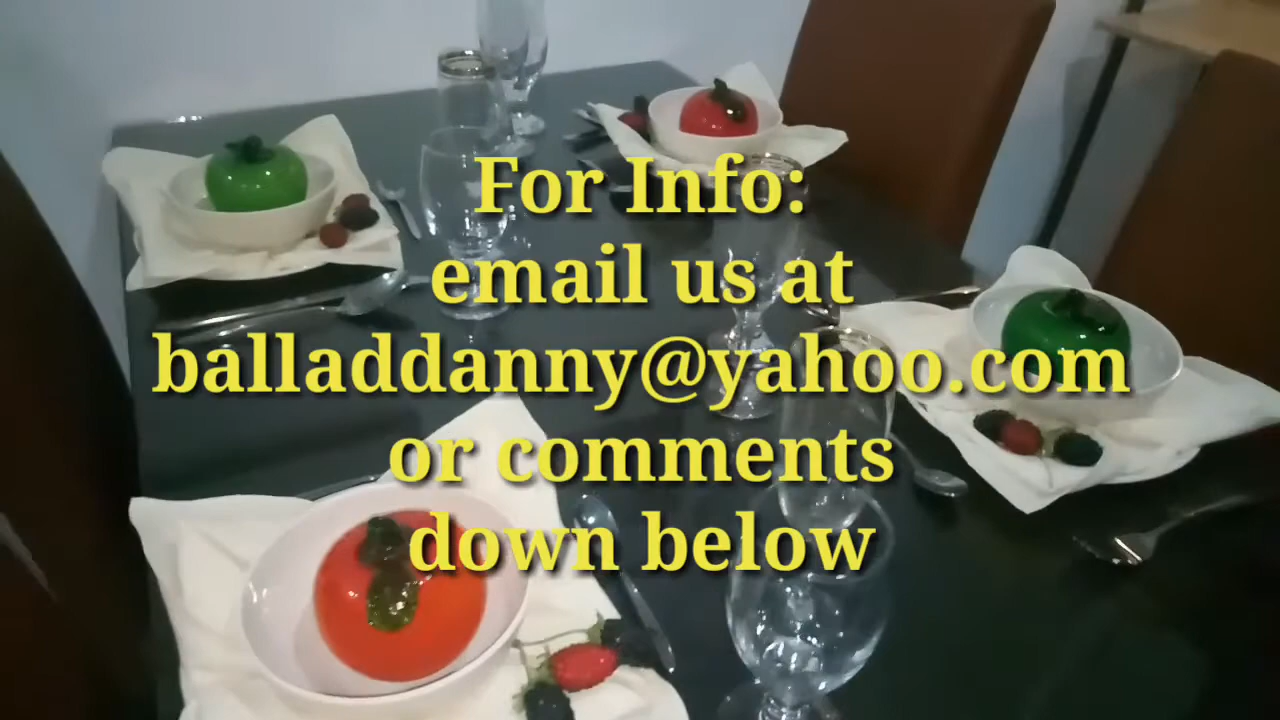 For Info:
email us at
balladdanny@yahoo.com
or comments
down below